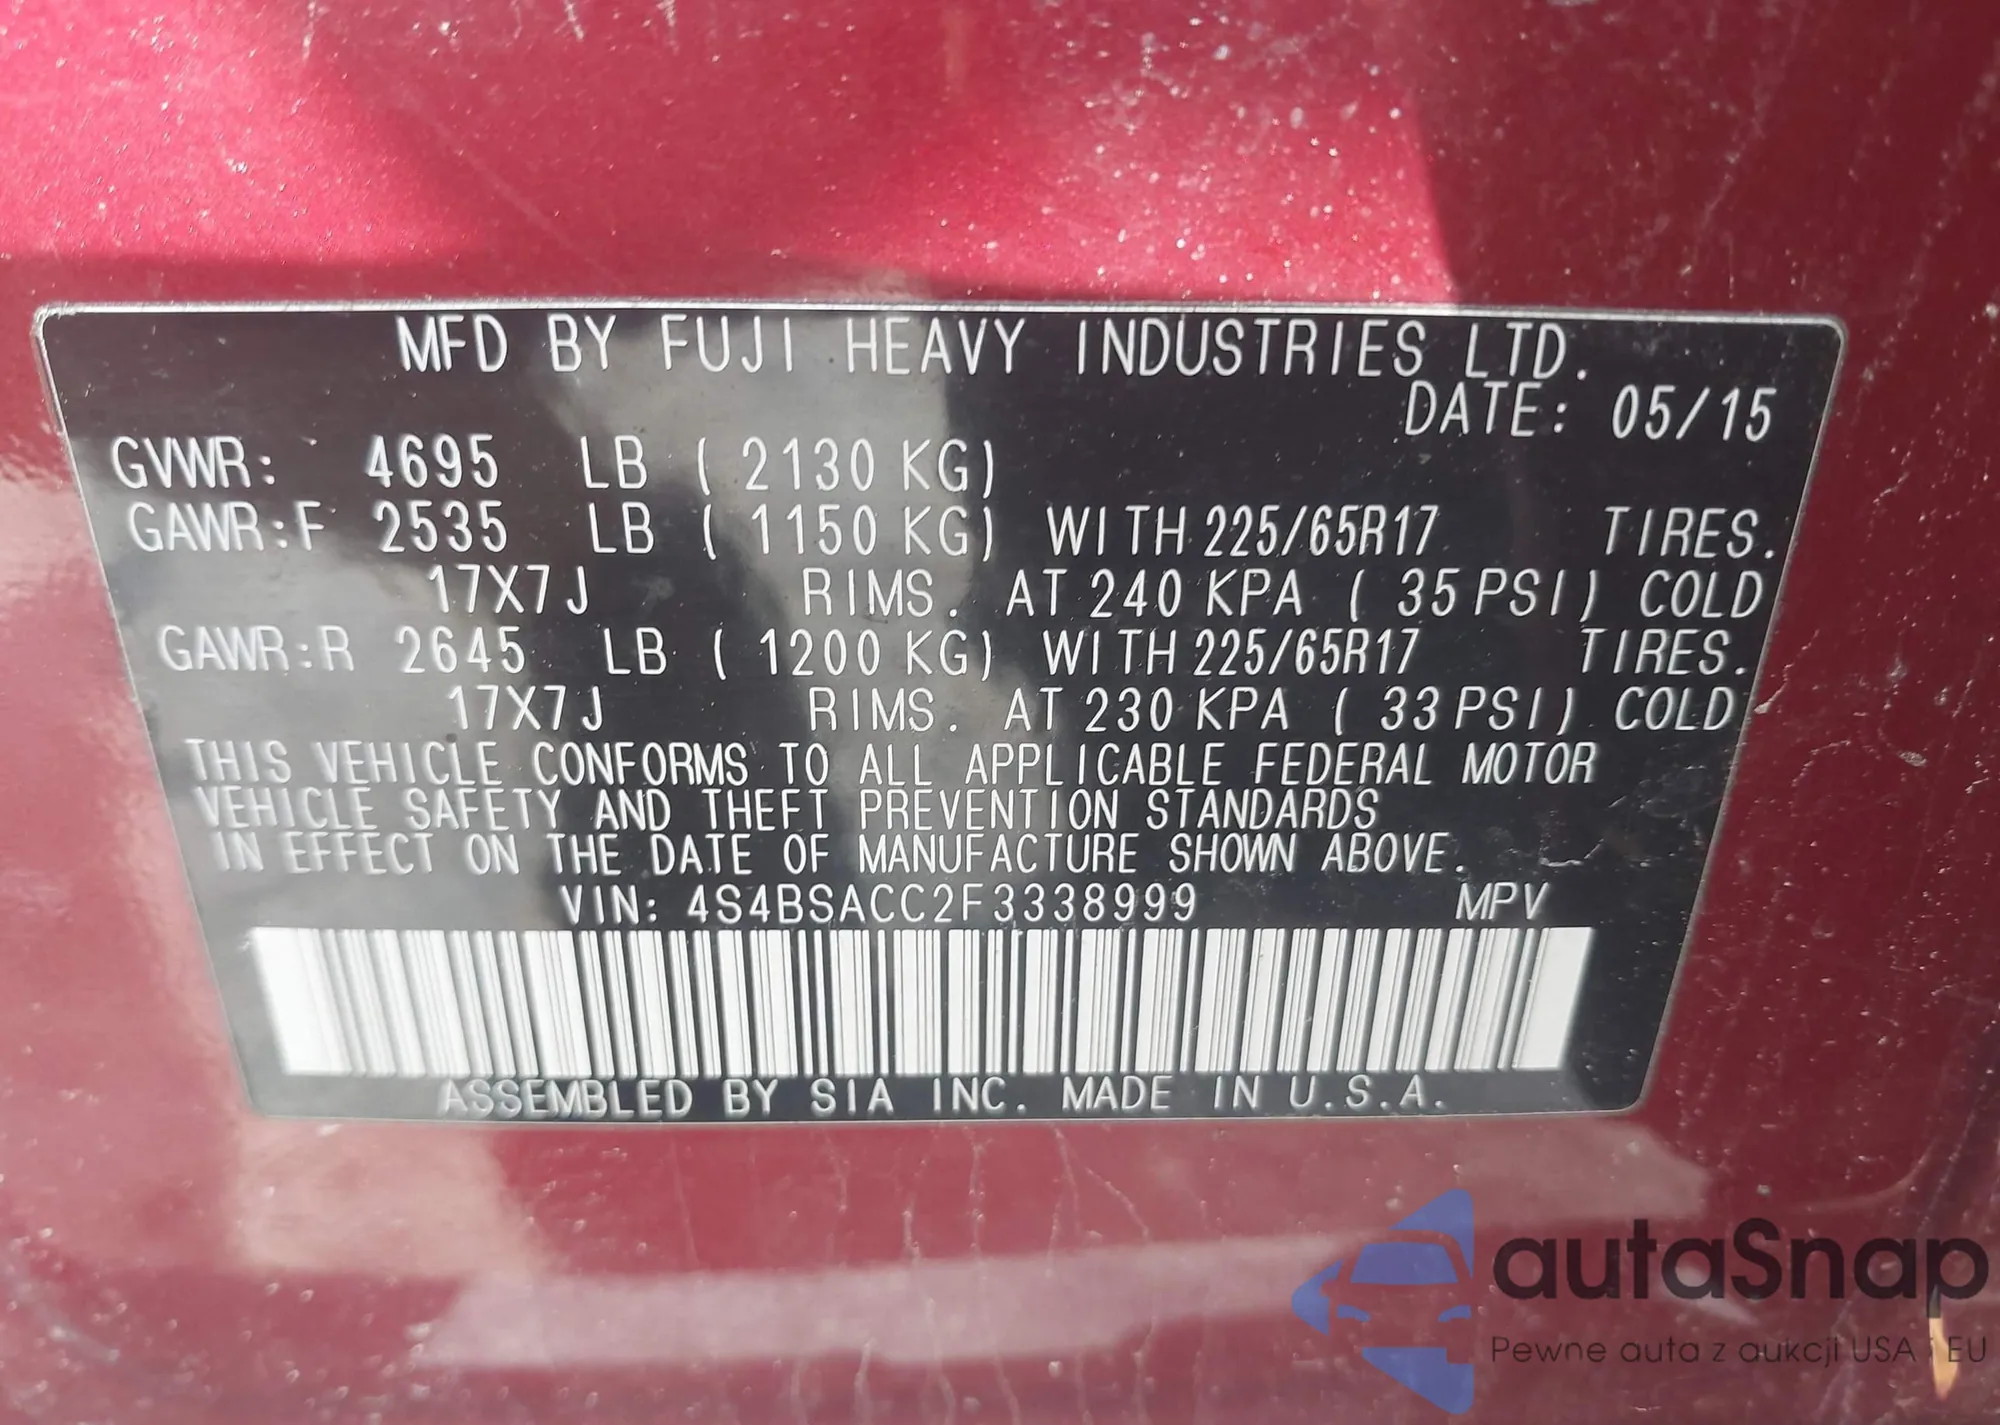 MFD BY FUJI HEAVY INDUSTRIES LTD.
DATE: 05/15
GVWR: 4695 LB ( 2130 KG)
GAWR:F 2535 LB ( 1150 KG) WITH 225/65R17 TIRES.
17X7J RIMS. AT 240 KPA ( 35 PSI) COLD
GAWR:R 2645 LB ( 1200 KG) WITH 225/65R17 TIRES.
17X7J RIMS. AT 230 KPA ( 33 PSI) COLD
THIS VEHICLE CONFORMS TO ALL APPLICABLE FEDERAL MOTOR
VEHICLE SAFETY AND THEFT PREVENTION STANDARDS
IN EFFECT ON THE DATE OF MANUFACTURE SHOWN ABOVE.
VIN: 4S4BSACC2F3338999 MPV
ASSEMBLED BY SIA INC. MADE IN U.S.A.
autaSnap
Pewne auta z aukcji USA i EU